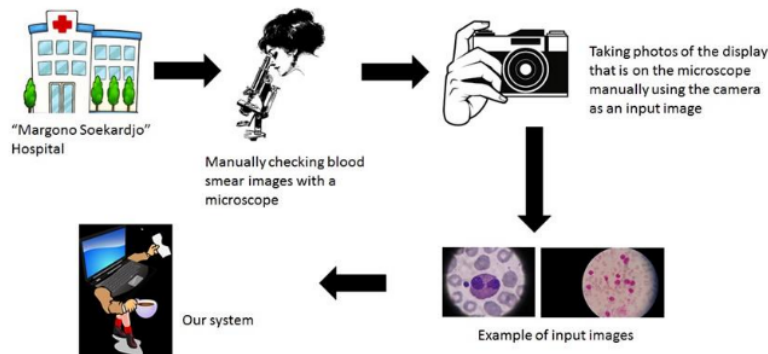 "Margono Soekardjo"
Hospital
Manually checking blood
smear images with a
microscope
Taking photos of the display
that is on the microscope
manually using the camera
as an input image
Example of input images
Our system